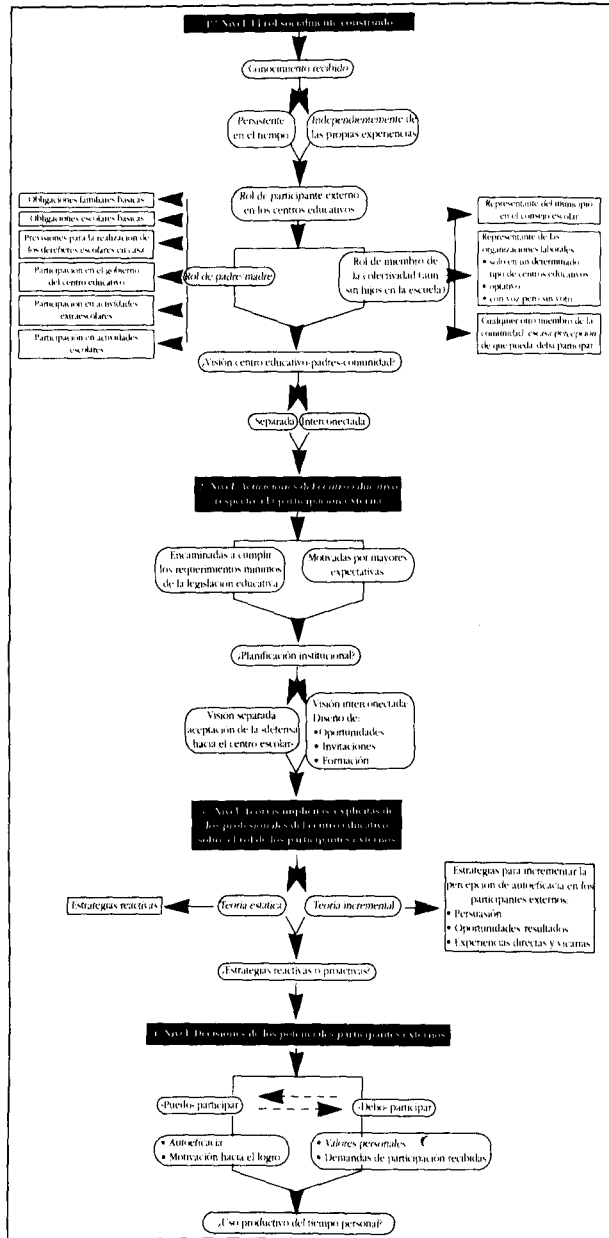 1.er Nivel: El rol socialmente construido
Conocimiento recibido
Persistente
en el tiempo
Independientemente de
las propias experiencias
Rol de participante externo
en los centros educativos
Obligaciones familiares básicas
Obligaciones escolares básicas
Previsiones para la realización de
los dereberes escolares en casa
Participación en el gobierno
del centro educativo
Participación en actividades
extraescolares
Participación en actividades
escolares
Rol de padre/madre
Rol de miembro de
la colectividad (aun
sin hijos en la escuela)
Representante del municipio
en el consejo escolar
Representante de las
organizaciones laborales
• solo en un determinado
tipo de centros educativos
• optativo
• con voz pero sin voto
Cualquier otro miembro de la
comunidad: escasa percepción
de que pueda/deba participar
¿Visión centro educativo-padres-comunidad?
Separada
Interconectada
2.º Nivel: Actuaciones del centro educativo
respecto a la participación externa
Encaminadas a cumplir
los requerimientos mínimos
de la legislación educativa
Motivadas por mayores
expectativas
¿Planificación institucional?
Visión separada
aceptación de la «defensa
hacia el centro escolar»
Visión interconectada:
Diseño de:
• Oportunidades
• Invitaciones
• Formación
Nivel: Teorías implícitas/explícitas de
los profesionales del centro educativo
sobre el rol de los participantes externos
Estrategias reactivas
Teoría estática
Teoría incremental
Estrategias para incrementar la
percepción de autoeficacia en los
participantes externos:
• Persuasión
• Oportunidades/resultados
• Experiencias directas y vicarias
¿Estrategias reactivas o proactivas?
4.º Nivel: Decisiones de los potenciales participantes externos
«Puedo» participar
«Debo» participar
• Autoeficacia
• Motivación hacia el logro
• Valores personales
• Demandas de participación recibidas
¿Uso productivo del tiempo personal?